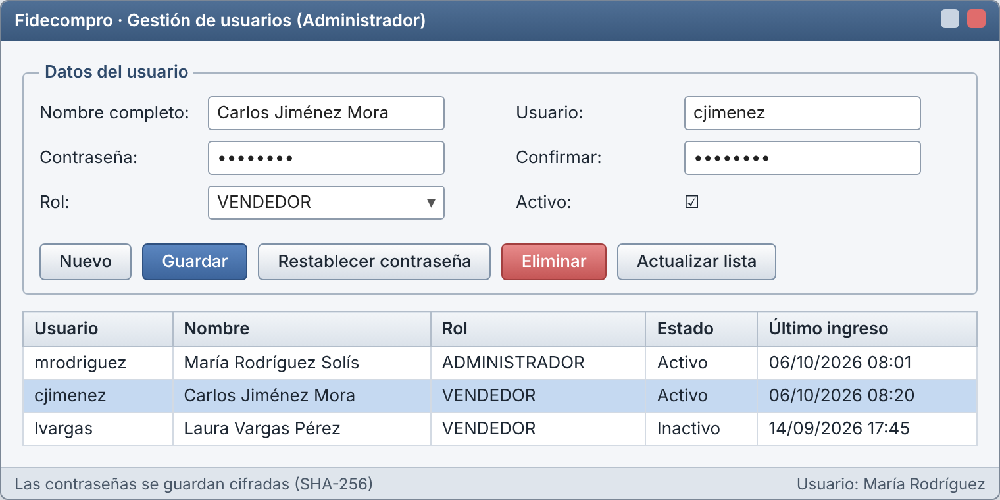 Fidecompro · Gestión de usuarios (Administrador)
Datos del usuario
Nombre completo: Carlos Jiménez Mora Usuario: cjimenez
Contraseña: •••••••• Confirmar: ••••••••
Rol: VENDEDOR ▼ Activo: ☑
Nuevo Guardar Restablecer contraseña Eliminar Actualizar lista
Usuario Nombre Rol Estado Último ingreso
mrodriguez María Rodríguez Solís ADMINISTRADOR Activo 06/10/2026 08:01
cjimenez Carlos Jiménez Mora VENDEDOR Activo 06/10/2026 08:20
lvargas Laura Vargas Pérez VENDEDOR Inactivo 14/09/2026 17:45
Las contraseñas se guardan cifradas (SHA-256) Usuario: María Rodríguez